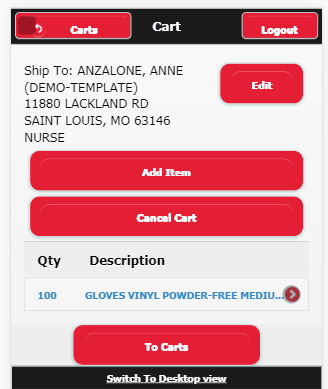 Carts Cart Logout
Ship To: ANZALONE, ANNE
(DEMO-TEMPLATE)
11880 LACKLAND RD
SAINT LOUIS, MO 63146
NURSE
Edit
Add Item
Cancel Cart
Qty Description
100 GLOVES VINYL POWDER-FREE MEDIU...
To Carts
Switch To Desktop view